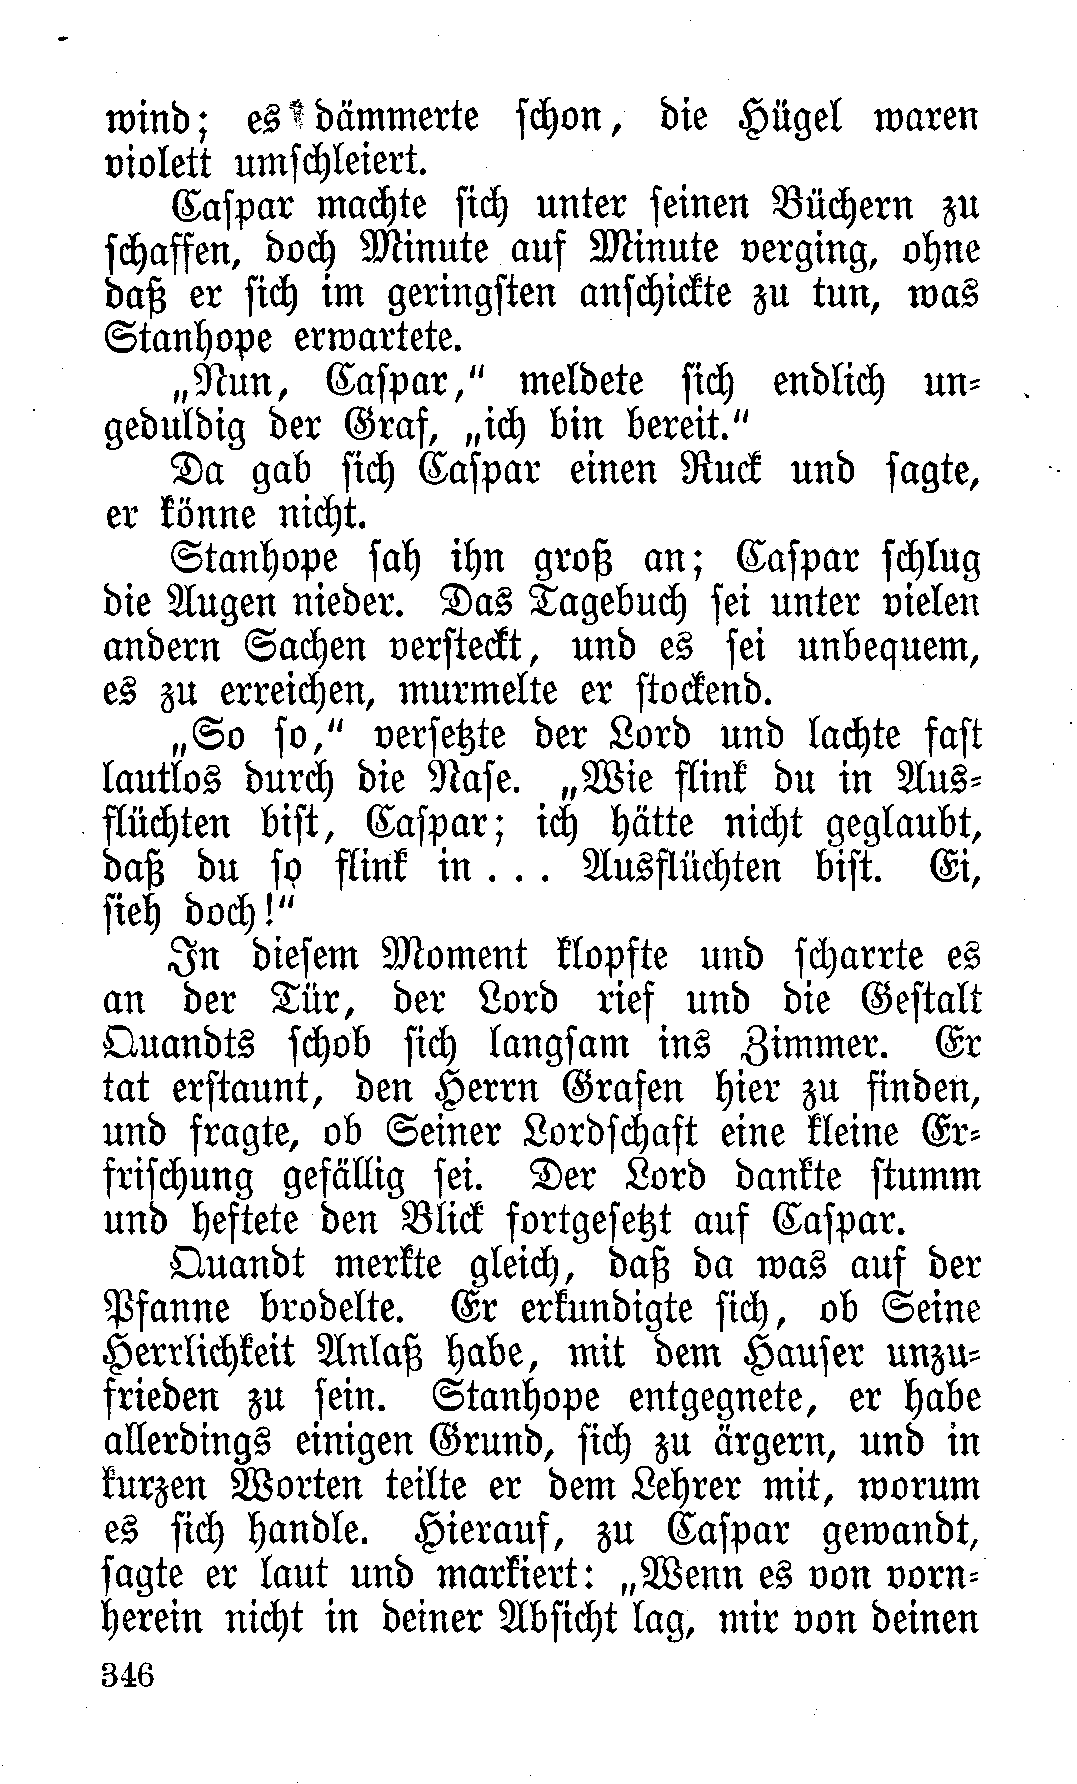 wind; es dämmerte schon, die Hügel waren
violett umschleiert.
Caspar machte sich unter seinen Büchern zu
schaffen, doch Minute auf Minute verging, ohne
daß er sich im geringsten anschickte zu tun, was
Stanhope erwartete.
„Nun, Caspar,“ meldete sich endlich un-
geduldig der Graf, „ich bin bereit.“
Da gab sich Caspar einen Ruck und sagte,
er könne nicht.
Stanhope sah ihn groß an; Caspar schlug
die Augen nieder. Das Tagebuch sei unter vielen
andern Sachen versteckt, und es sei unbequem,
es zu erreichen, murmelte er stockend.
„So so,“ versetzte der Lord und lachte fast
lautlos durch die Nase. „Wie flink du in Aus-
flüchten bist, Caspar; ich hätte nicht geglaubt,
daß du so flink in... Ausflüchten bist. Ei,
sieh doch!“
In diesem Moment klopfte und scharrte es
an der Tür, der Lord rief und die Gestalt
Quandts schob sich langsam ins Zimmer. Er
tat erstaunt, den Herrn Grafen hier zu finden,
und fragte, ob Seiner Lordschaft eine kleine Er-
frischung gefällig sei. Der Lord dankte stumm
und heftete den Blick fortgesetzt auf Caspar.
Quandt merkte gleich, daß da was auf der
Pfanne brodelte. Er erkundigte sich, ob Seine
Herrlichkeit Anlaß habe, mit dem Hauser unzu-
frieden zu sein. Stanhope entgegnete, er habe
allerdings einigen Grund, sich zu ärgern, und in
kurzen Worten teilte er dem Lehrer mit, worum
es sich handle. Hierauf, zu Caspar gewandt,
sagte er laut und markiert: „Wenn es von vorn-
herein nicht in deiner Absicht lag, mir von deinen
346